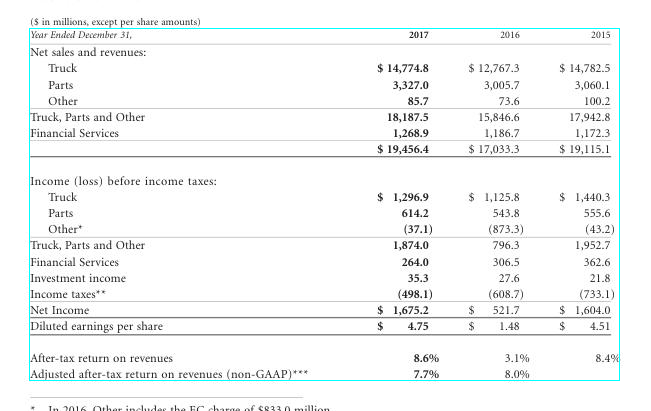 ($ in millions, except per share amounts)
Year Ended December 31, 2017 2016 2015
Net sales and revenues:
Truck $ 14,774.8 $ 12,767.3 $ 14,782.5
Parts 3,327.0 3,005.7 3,060.1
Other 85.7 73.6 100.2
Truck, Parts and Other 18,187.5 15,846.6 17,942.8
Financial Services 1,268.9 1,186.7 1,172.3
$ 19,456.4 $ 17,033.3 $ 19,115.1
Income (loss) before income taxes:
Truck $ 1,296.9 $ 1,125.8 $ 1,440.3
Parts 614.2 543.8 555.6
Other* (37.1) (873.3) (43.2)
Truck, Parts and Other 1,874.0 796.3 1,952.7
Financial Services 264.0 306.5 362.6
Investment income 35.3 27.6 21.8
Income taxes** (498.1) (608.7) (733.1)
Net Income $ 1,675.2 $ 521.7 $ 1,604.0
Diluted earnings per share $ 4.75 $ 1.48 $ 4.51
After-tax return on revenues 8.6% 3.1% 8.4%
Adjusted after-tax return on revenues (non-GAAP)*** 7.7% 8.0%
* In 2016, Other includes the EC charge of $833.0 million